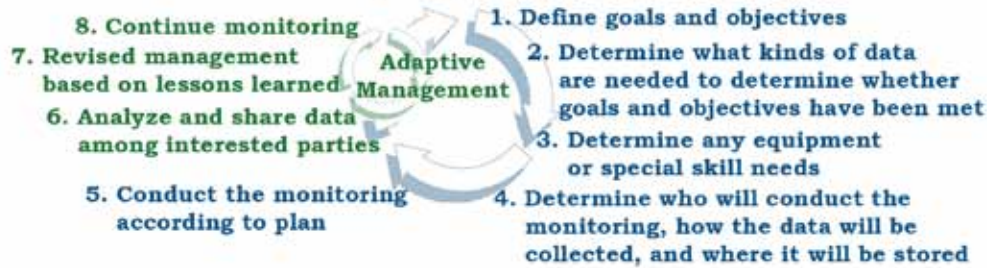 1. Define goals and objectives
2. Determine what kinds of data
are needed to determine whether
goals and objectives have been met
3. Determine any equipment
or special skill needs
4. Determine who will conduct the
monitoring, how the data will be
collected, and where it will be stored
5. Conduct the monitoring
according to plan
6. Analyze and share data
among interested parties
7. Revised management
based on lessons learned
8. Continue monitoring
Adaptive
Management